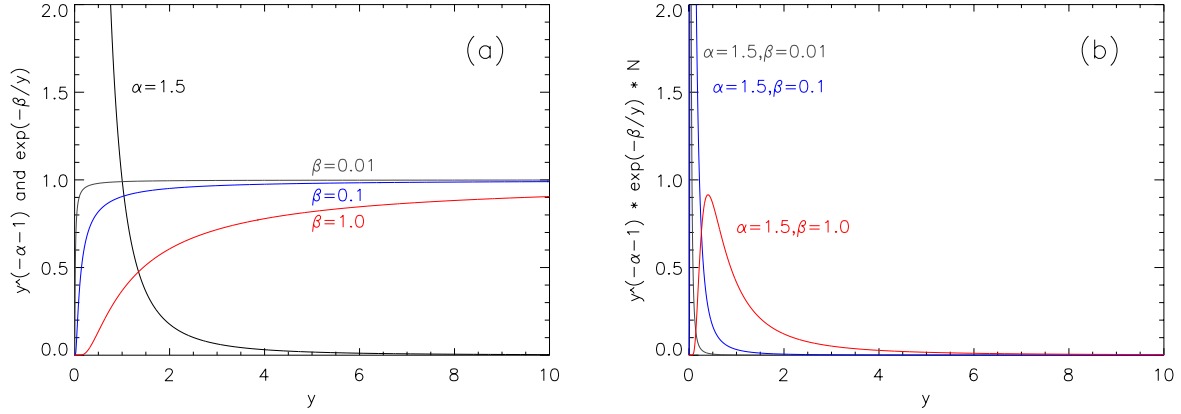 (a)
α=1.5
β=0.01
β=0.1
β=1.0
y^(-α-1) and exp(-β/y)
2.0
1.5
1.0
0.5
0.0
0 2 4 6 8 10
y
(b)
α=1.5,β=0.01
α=1.5,β=0.1
α=1.5,β=1.0
y^(-α-1) * exp(-β/y) * N
2.0
1.5
1.0
0.5
0.0
0 2 4 6 8 10
y